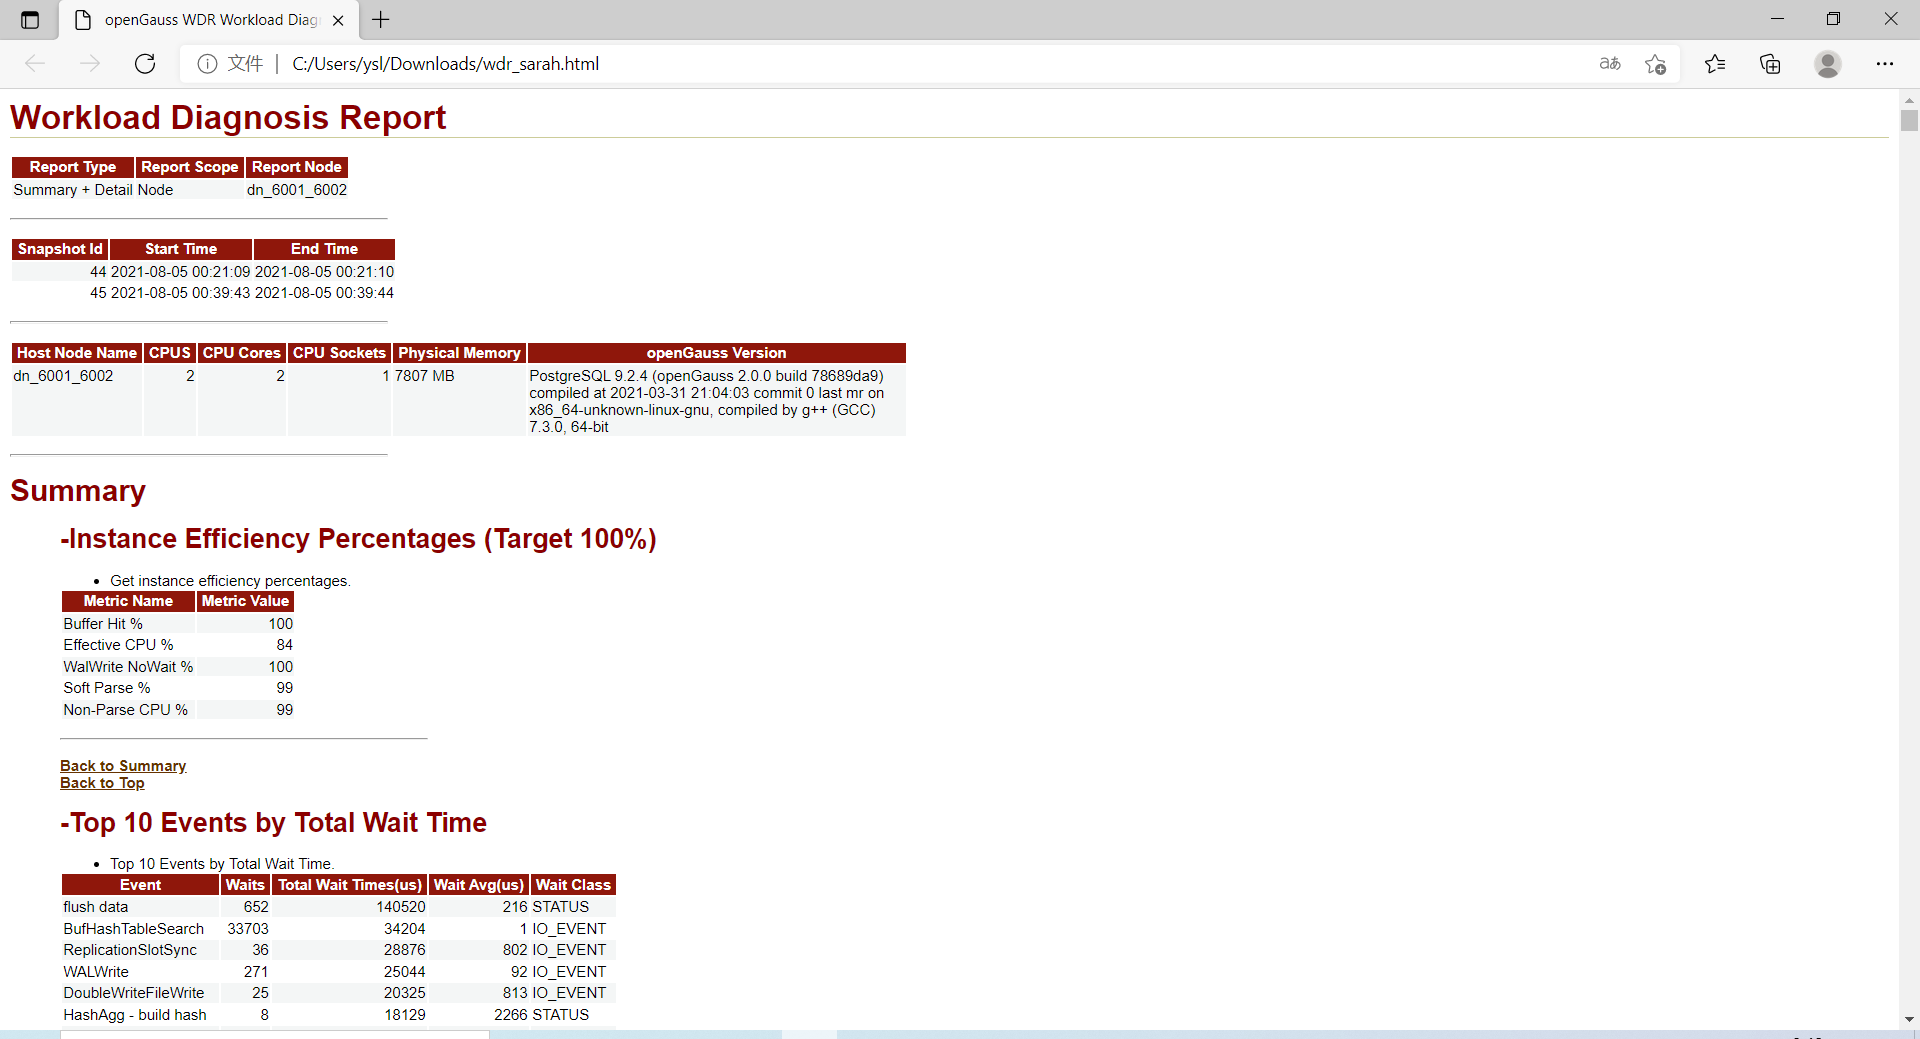 openGauss WDR Workload Diag
文件 C:/Users/ysl/Downloads/wdr_sarah.html aあ
Workload Diagnosis Report
Report Type Report Scope Report Node
Summary + Detail Node dn_6001_6002
Snapshot Id Start Time End Time
44 2021-08-05 00:21:09 2021-08-05 00:21:10
45 2021-08-05 00:39:43 2021-08-05 00:39:44
Host Node Name CPUS CPU Cores CPU Sockets Physical Memory openGauss Version
dn_6001_6002 2 2 1 7807 MB PostgreSQL 9.2.4 (openGauss 2.0.0 build 78689da9)
compiled at 2021-03-31 21:04:03 commit 0 last mr on
x86_64-unknown-linux-gnu, compiled by g++ (GCC)
7.3.0, 64-bit
Summary
-Instance Efficiency Percentages (Target 100%)
• Get instance efficiency percentages.
Metric Name Metric Value
Buffer Hit % 100
Effective CPU % 84
WalWrite NoWait % 100
Soft Parse % 99
Non-Parse CPU % 99
Back to Summary
Back to Top
-Top 10 Events by Total Wait Time
• Top 10 Events by Total Wait Time.
Event Waits Total Wait Times(us) Wait Avg(us) Wait Class
flush data 652 140520 216 STATUS
BufHashTableSearch 33703 34204 1 IO_EVENT
ReplicationSlotSync 36 28876 802 IO_EVENT
WALWrite 271 25044 92 IO_EVENT
DoubleWriteFileWrite 25 20325 813 IO_EVENT
HashAgg - build hash 8 18129 2266 STATUS